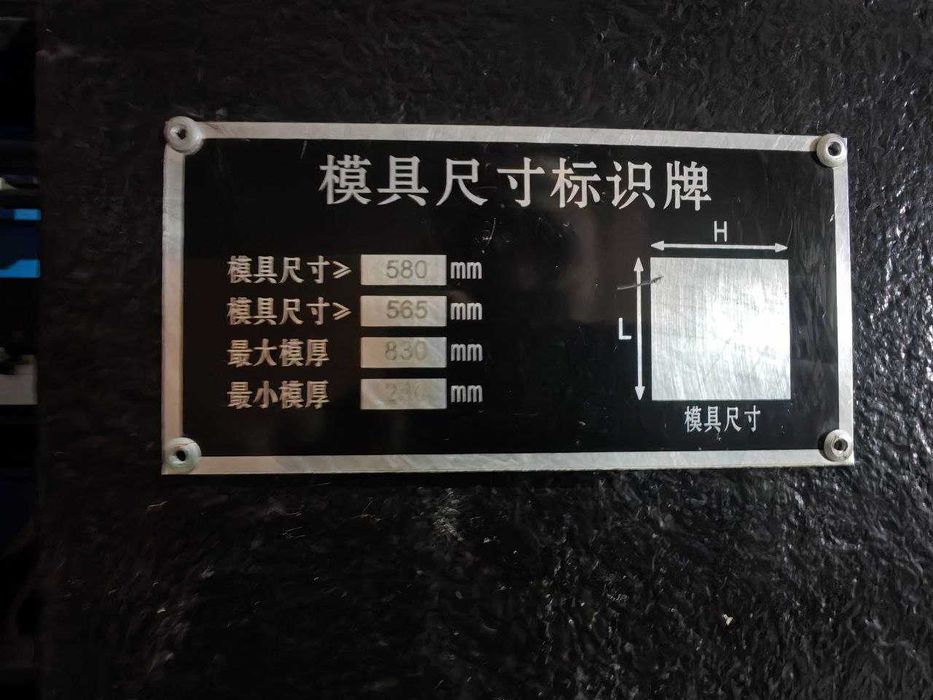 模具尺寸标识牌
H
模具尺寸≥ 580 mm
模具尺寸≥ 565 mm
L
最大模厚 830 mm
最小模厚 mm
模具尺寸